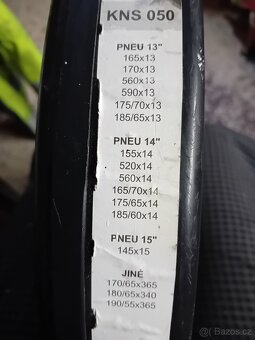 KNS 050
PNEU 13"
165x13
170x13
560x13
590x13
175/70x13
185/65x13
PNEU 14"
155x14
520x14
560x14
165/70x14
175/65x14
185/60x14
PNEU 15"
145x15
JINÉ
170/65x365
180/65x340
190/55x365
bazoš.cz